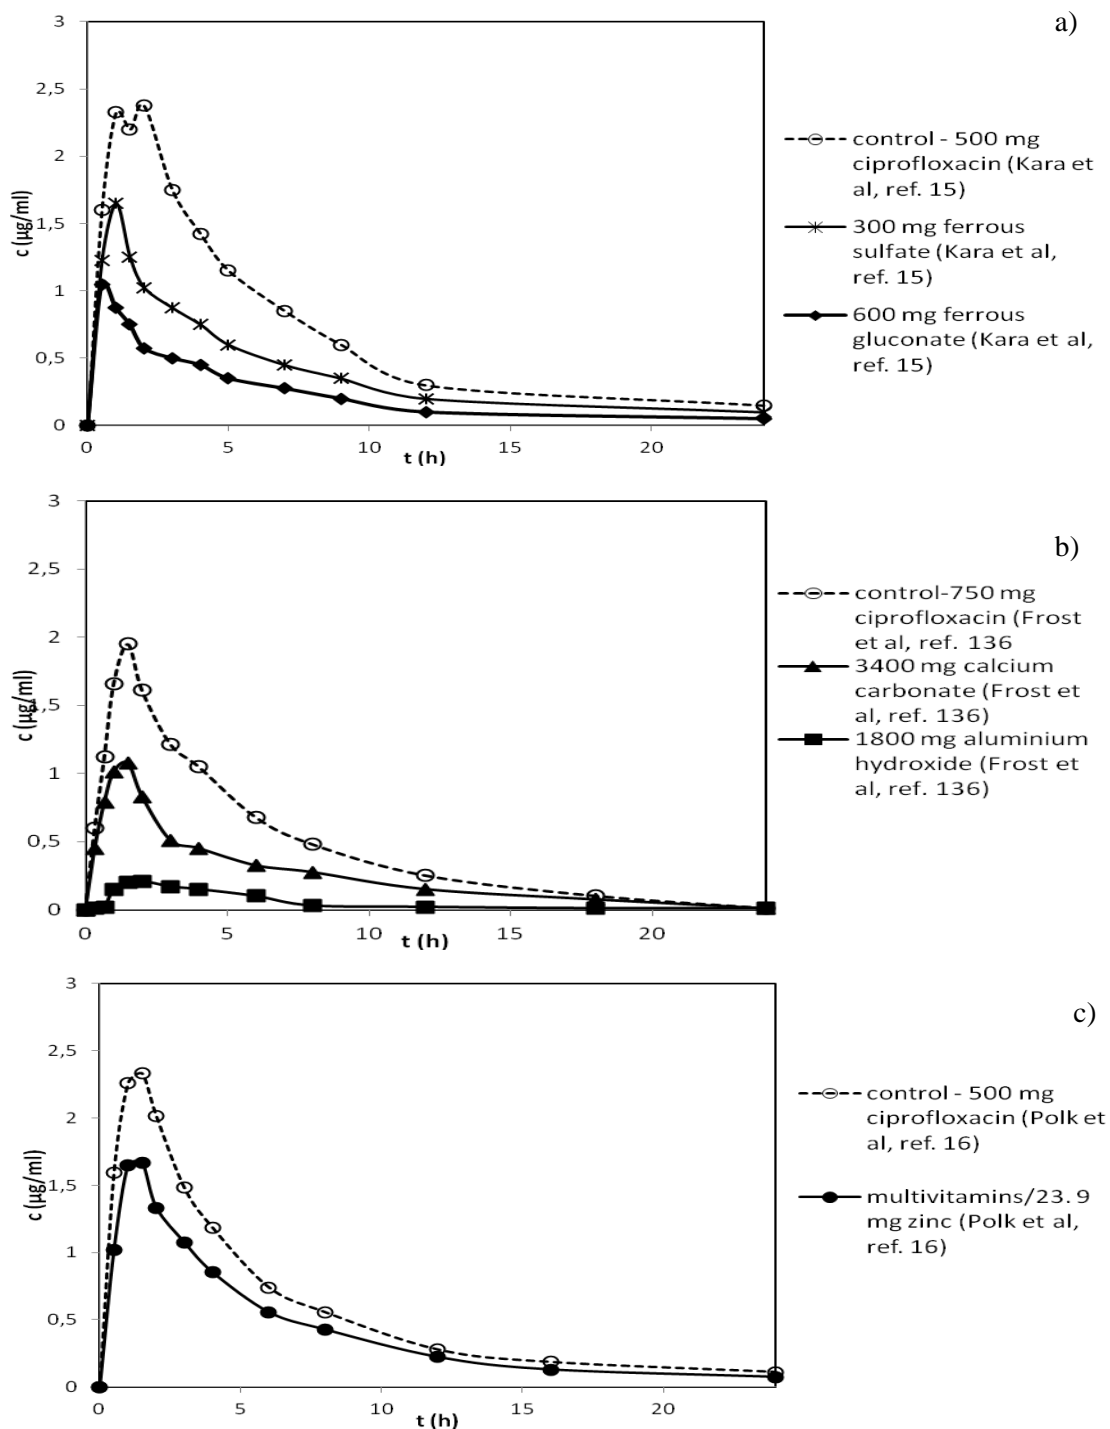 a)
3
2,5
2
1,5
1
0,5
0
c (µg/ml)
0 5 10 15 20
t (h)
control - 500 mg
ciprofloxacin (Kara et
al, ref. 15)
300 mg ferrous
sulfate (Kara et al,
ref. 15)
600 mg ferrous
gluconate (Kara et al,
ref. 15)
b)
3
2,5
2
1,5
1
0,5
0
c (µg/ml)
0 5 10 15 20
t (h)
control-750 mg
ciprofloxacin (Frost
et al, ref. 136
3400 mg calcium
carbonate (Frost et
al, ref. 136)
1800 mg aluminium
hydroxide (Frost et
al, ref. 136)
c)
3
2,5
2
1,5
1
0,5
0
c (µg/ml)
0 5 10 15 20
t (h)
control - 500 mg
ciprofloxacin (Polk et
al, ref. 16)
multivitamins/23. 9
mg zinc (Polk et al,
ref. 16)